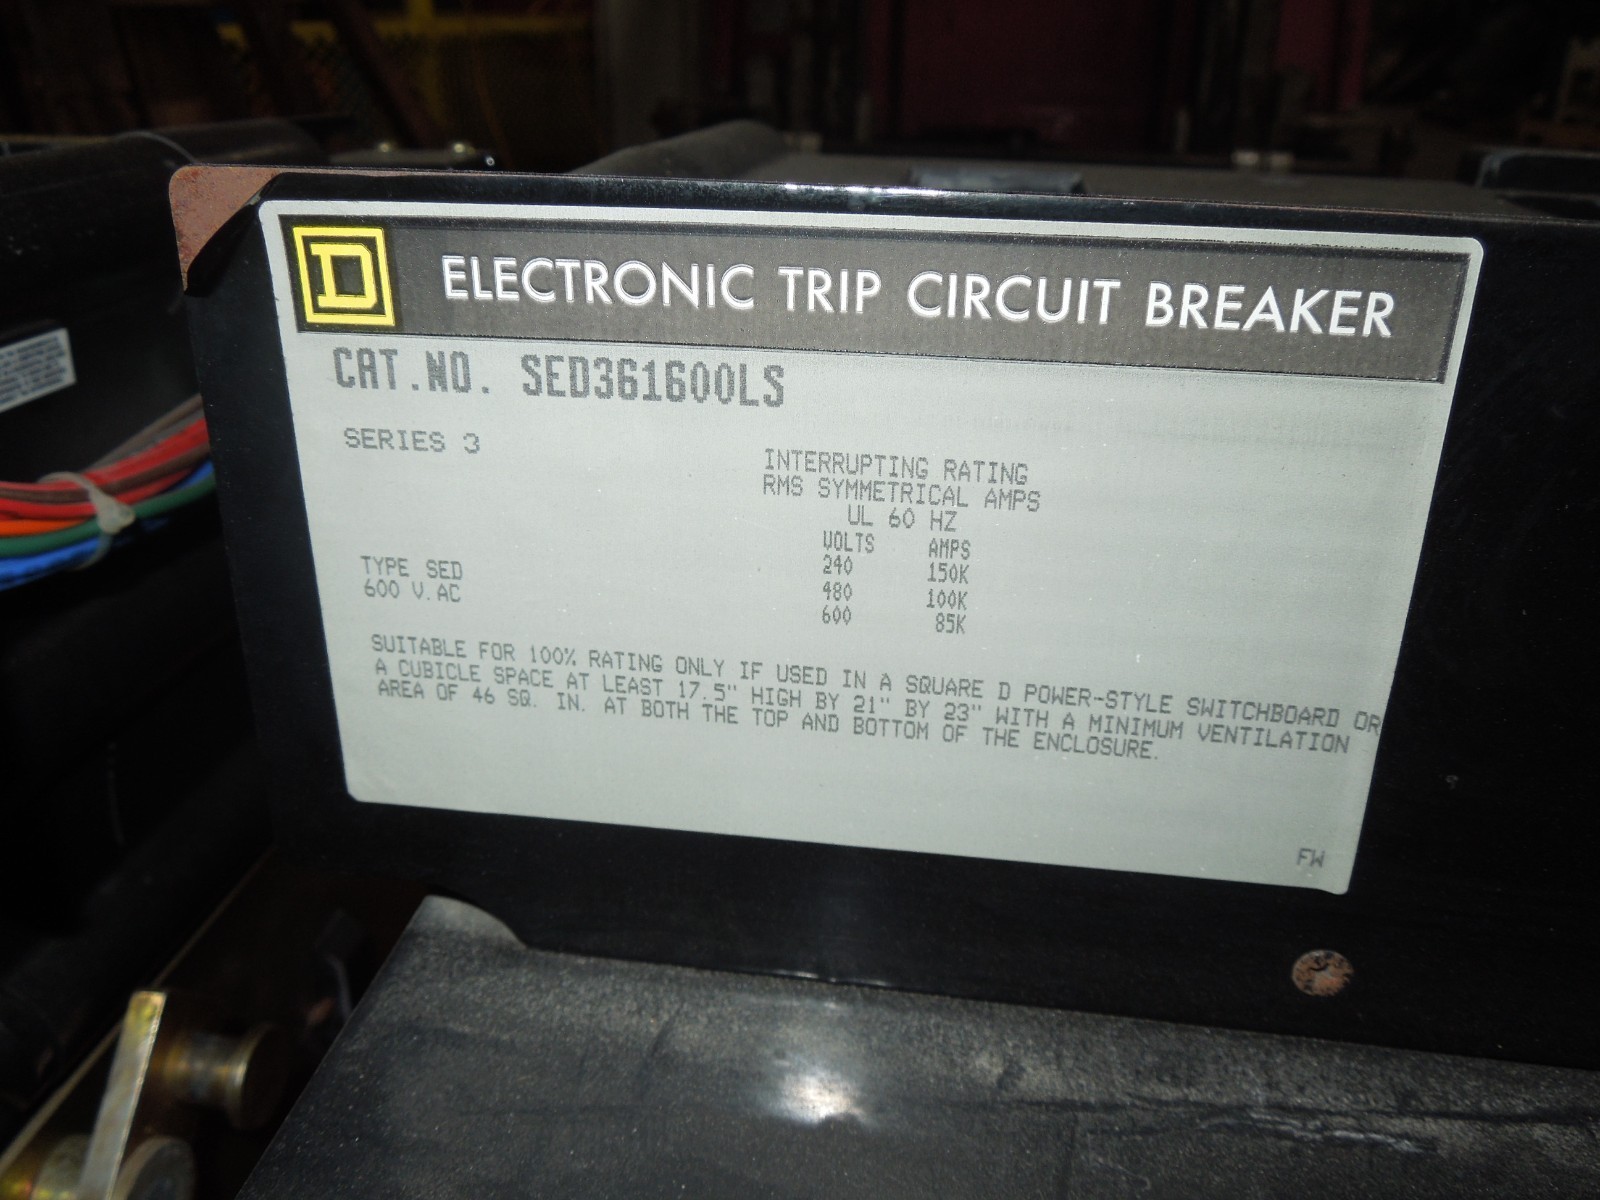 D ELECTRONIC TRIP CIRCUIT BREAKER
CAT.NO. SED361600LS
SERIES 3
INTERRUPTING RATING
RMS SYMMETRICAL AMPS
UL 60 HZ
VOLTS AMPS
240 150K
480 100K
600 85K
TYPE SED
600 V.AC
SUITABLE FOR 100% RATING ONLY IF USED IN A SQUARE D POWER-STYLE SWITCHBOARD OR
A CUBICLE SPACE AT LEAST 17.5" HIGH BY 21" BY 23" WITH A MINIMUM VENTILATION
AREA OF 46 SQ. IN. AT BOTH THE TOP AND BOTTOM OF THE ENCLOSURE.
FW